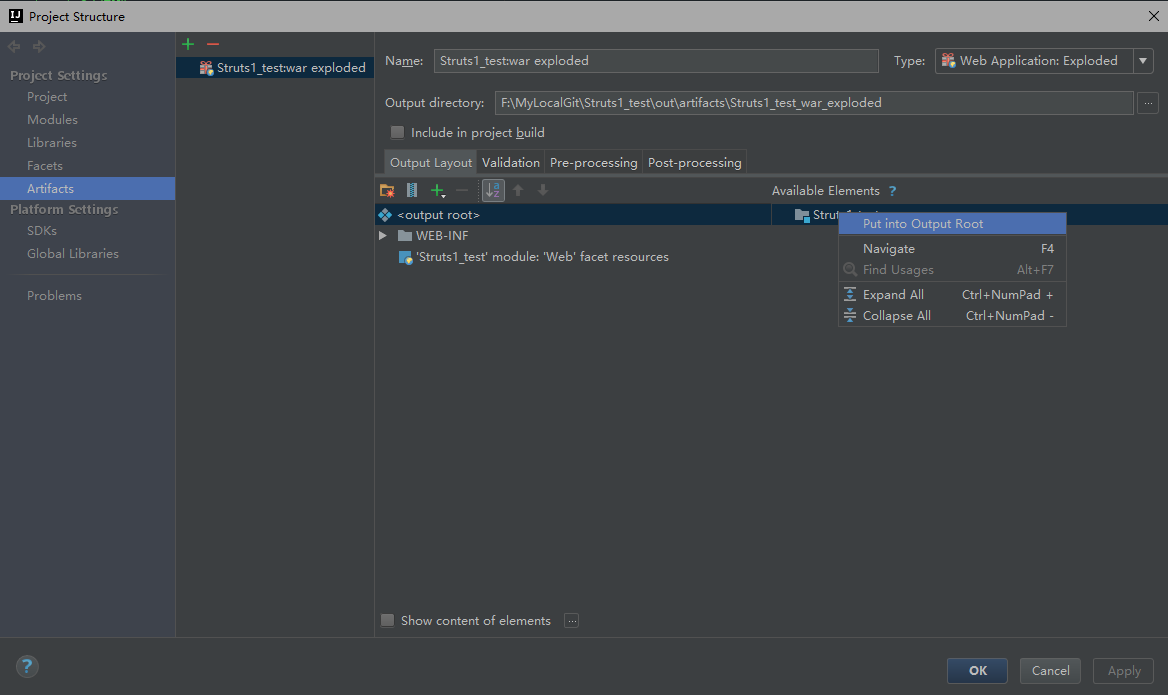 Project Structure
Project Settings
Project
Modules
Libraries
Facets
Artifacts
Platform Settings
SDKs
Global Libraries
Problems
Struts1_test:war exploded
Name: Struts1_test:war exploded Type: Web Application: Exploded
Output directory: F:\MyLocalGit\Struts1_test\out\artifacts\Struts1_test_war_exploded ...
Include in project build
Output Layout Validation Pre-processing Post-processing
Available Elements ?
<output root>
WEB-INF
'Struts1_test' module: 'Web' facet resources
Put into Output Root
Navigate F4
Find Usages Alt+F7
Expand All Ctrl+NumPad +
Collapse All Ctrl+NumPad -
Show content of elements ...
? OK Cancel Apply